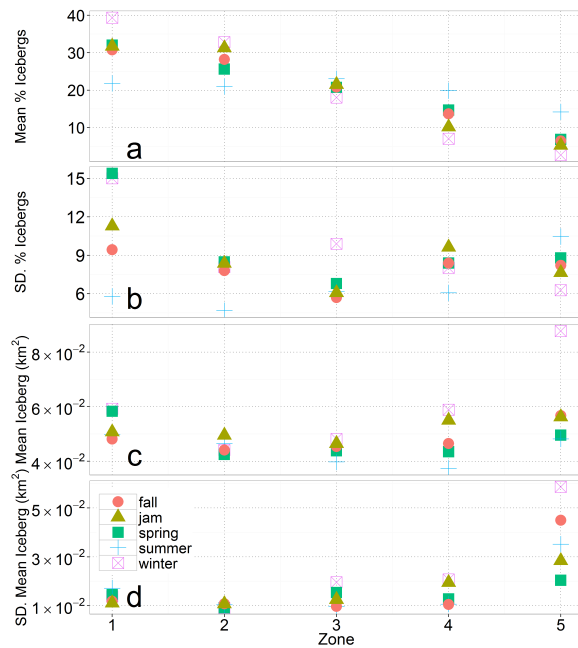 40
30
20
10
Mean % Icebergs
a
15
12
9
6
SD. % Icebergs
b
8 × 10⁻²
6 × 10⁻²
4 × 10⁻²
Mean Iceberg (km²)
c
5 × 10⁻²
3 × 10⁻²
1 × 10⁻²
SD. Mean Iceberg (km²)
fall
jam
spring
summer
winter
d
1 2 3 4 5
Zone